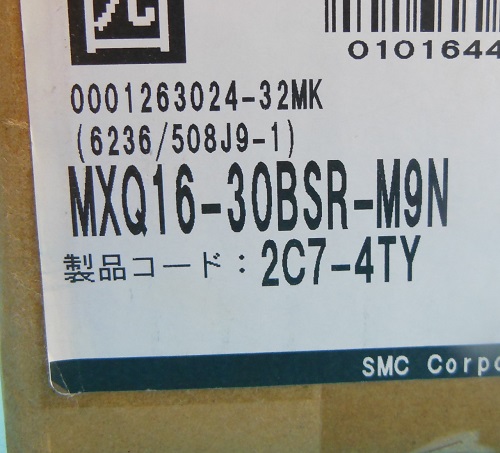 0101644
0001263024-32MK
(6236/508J9-1)
MXQ16-30BSR-M9N
製品コード：2C7-4TY
SMC Corpo